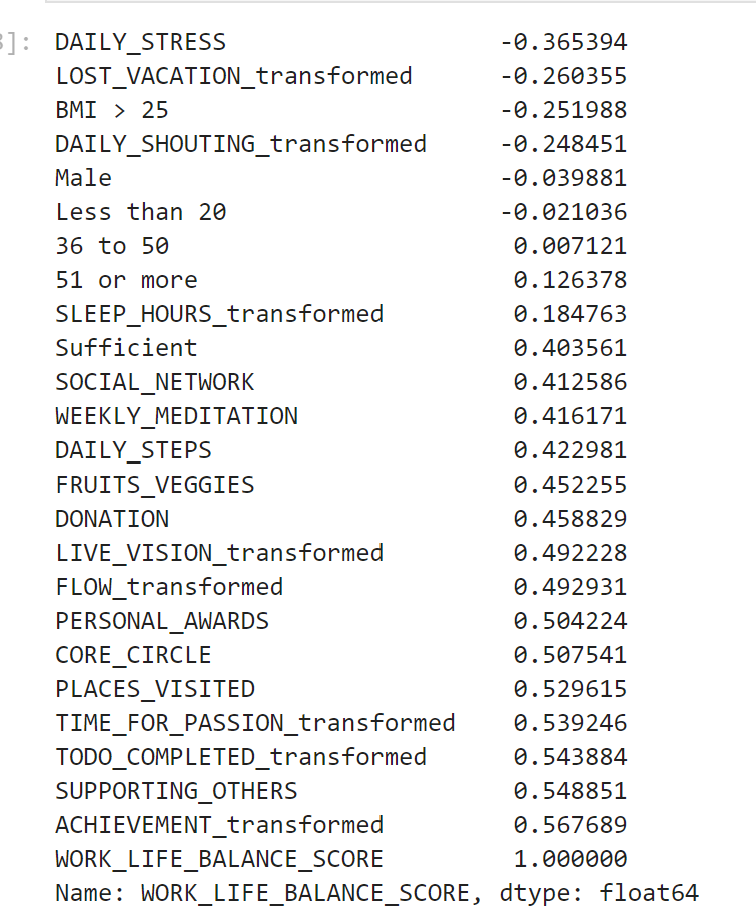 3]:
DAILY_STRESS -0.365394
LOST_VACATION_transformed -0.260355
BMI > 25 -0.251988
DAILY_SHOUTING_transformed -0.248451
Male -0.039881
Less than 20 -0.021036
36 to 50 0.007121
51 or more 0.126378
SLEEP_HOURS_transformed 0.184763
Sufficient 0.403561
SOCIAL_NETWORK 0.412586
WEEKLY_MEDITATION 0.416171
DAILY_STEPS 0.422981
FRUITS_VEGGIES 0.452255
DONATION 0.458829
LIVE_VISION_transformed 0.492228
FLOW_transformed 0.492931
PERSONAL_AWARDS 0.504224
CORE_CIRCLE 0.507541
PLACES_VISITED 0.529615
TIME_FOR_PASSION_transformed 0.539246
TODO_COMPLETED_transformed 0.543884
SUPPORTING_OTHERS 0.548851
ACHIEVEMENT_transformed 0.567689
WORK_LIFE_BALANCE_SCORE 1.000000
Name: WORK_LIFE_BALANCE_SCORE, dtype: float64